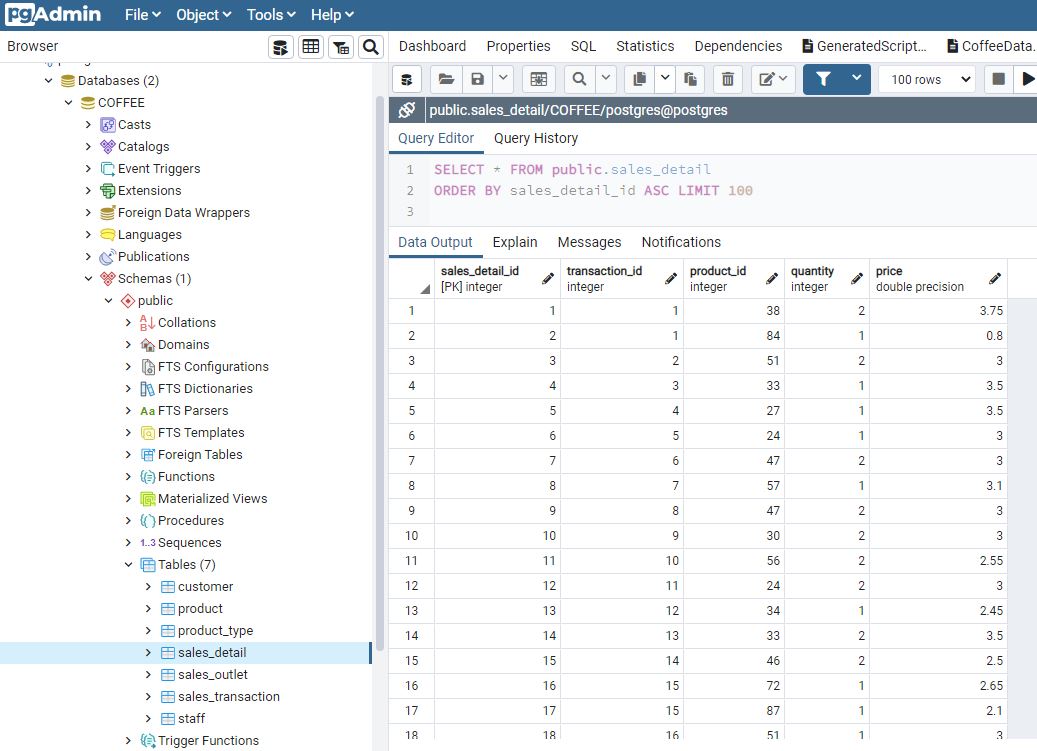 pgAdmin File Object Tools Help
Browser
Dashboard Properties SQL Statistics Dependencies GeneratedScript... CoffeeData.
100 rows
public.sales_detail/COFFEE/postgres@postgres
Query Editor Query History
1 SELECT * FROM public.sales_detail
2 ORDER BY sales_detail_id ASC LIMIT 100
3
Databases (2)
COFFEE
Casts
Catalogs
Event Triggers
Extensions
Foreign Data Wrappers
Languages
Publications
Schemas (1)
public
Collations
Domains
FTS Configurations
FTS Dictionaries
Aa FTS Parsers
FTS Templates
Foreign Tables
Functions
Materialized Views
Procedures
1..3 Sequences
Tables (7)
customer
product
product_type
sales_detail
sales_outlet
sales_transaction
staff
Trigger Functions
Data Output Explain Messages Notifications
sales_detail_id transaction_id product_id quantity price
[PK] integer integer integer integer double precision
1 1 1 38 2 3.75
2 2 1 84 1 0.8
3 3 2 51 2 3
4 4 3 33 1 3.5
5 5 4 27 1 3.5
6 6 5 24 1 3
7 7 6 47 2 3
8 8 7 57 1 3.1
9 9 8 47 2 3
10 10 9 30 2 3
11 11 10 56 2 2.55
12 12 11 24 2 3
13 13 12 34 1 2.45
14 14 13 33 2 3.5
15 15 14 46 2 2.5
16 16 15 72 1 2.65
17 17 15 87 1 2.1
18 18 16 51 1 3